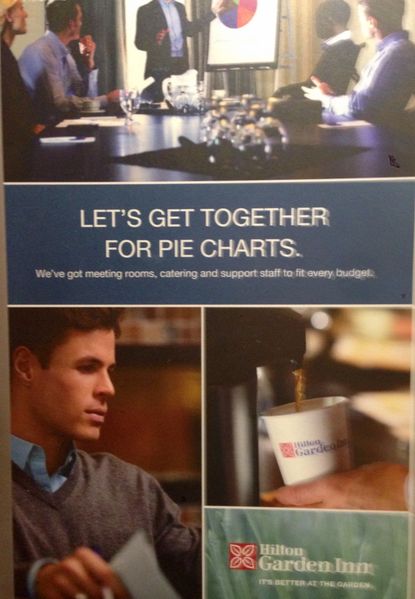 LET'S GET TOGETHER
FOR PIE CHARTS.
We've got meeting rooms, catering and support staff to fit every budget.
Hilton
Garden Inn
Hilton
Garden Inn
IT'S BETTER AT THE GARDEN.